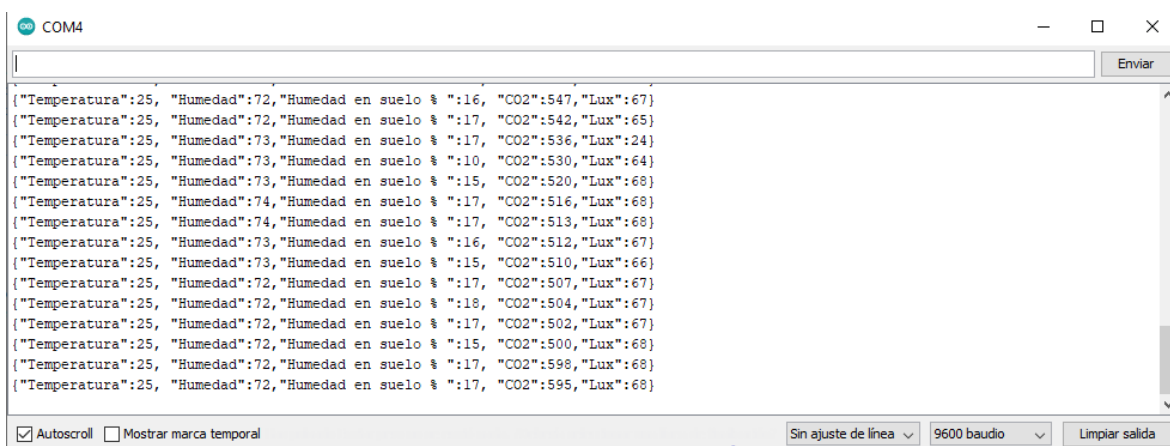 COM4
Enviar
{"Temperatura":25, "Humedad":72,"Humedad en suelo % ":16, "CO2":547,"Lux":67}
{"Temperatura":25, "Humedad":72,"Humedad en suelo % ":17, "CO2":542,"Lux":65}
{"Temperatura":25, "Humedad":73,"Humedad en suelo % ":17, "CO2":536,"Lux":24}
{"Temperatura":25, "Humedad":73,"Humedad en suelo % ":10, "CO2":530,"Lux":64}
{"Temperatura":25, "Humedad":73,"Humedad en suelo % ":15, "CO2":520,"Lux":68}
{"Temperatura":25, "Humedad":74,"Humedad en suelo % ":17, "CO2":516,"Lux":68}
{"Temperatura":25, "Humedad":74,"Humedad en suelo % ":17, "CO2":513,"Lux":68}
{"Temperatura":25, "Humedad":73,"Humedad en suelo % ":16, "CO2":512,"Lux":67}
{"Temperatura":25, "Humedad":73,"Humedad en suelo % ":15, "CO2":510,"Lux":66}
{"Temperatura":25, "Humedad":72,"Humedad en suelo % ":17, "CO2":507,"Lux":67}
{"Temperatura":25, "Humedad":72,"Humedad en suelo % ":18, "CO2":504,"Lux":67}
{"Temperatura":25, "Humedad":72,"Humedad en suelo % ":17, "CO2":502,"Lux":67}
{"Temperatura":25, "Humedad":72,"Humedad en suelo % ":15, "CO2":500,"Lux":68}
{"Temperatura":25, "Humedad":72,"Humedad en suelo % ":17, "CO2":598,"Lux":68}
{"Temperatura":25, "Humedad":72,"Humedad en suelo % ":17, "CO2":595,"Lux":68}
Autoscroll Mostrar marca temporal Sin ajuste de línea 9600 baudio Limpiar salida